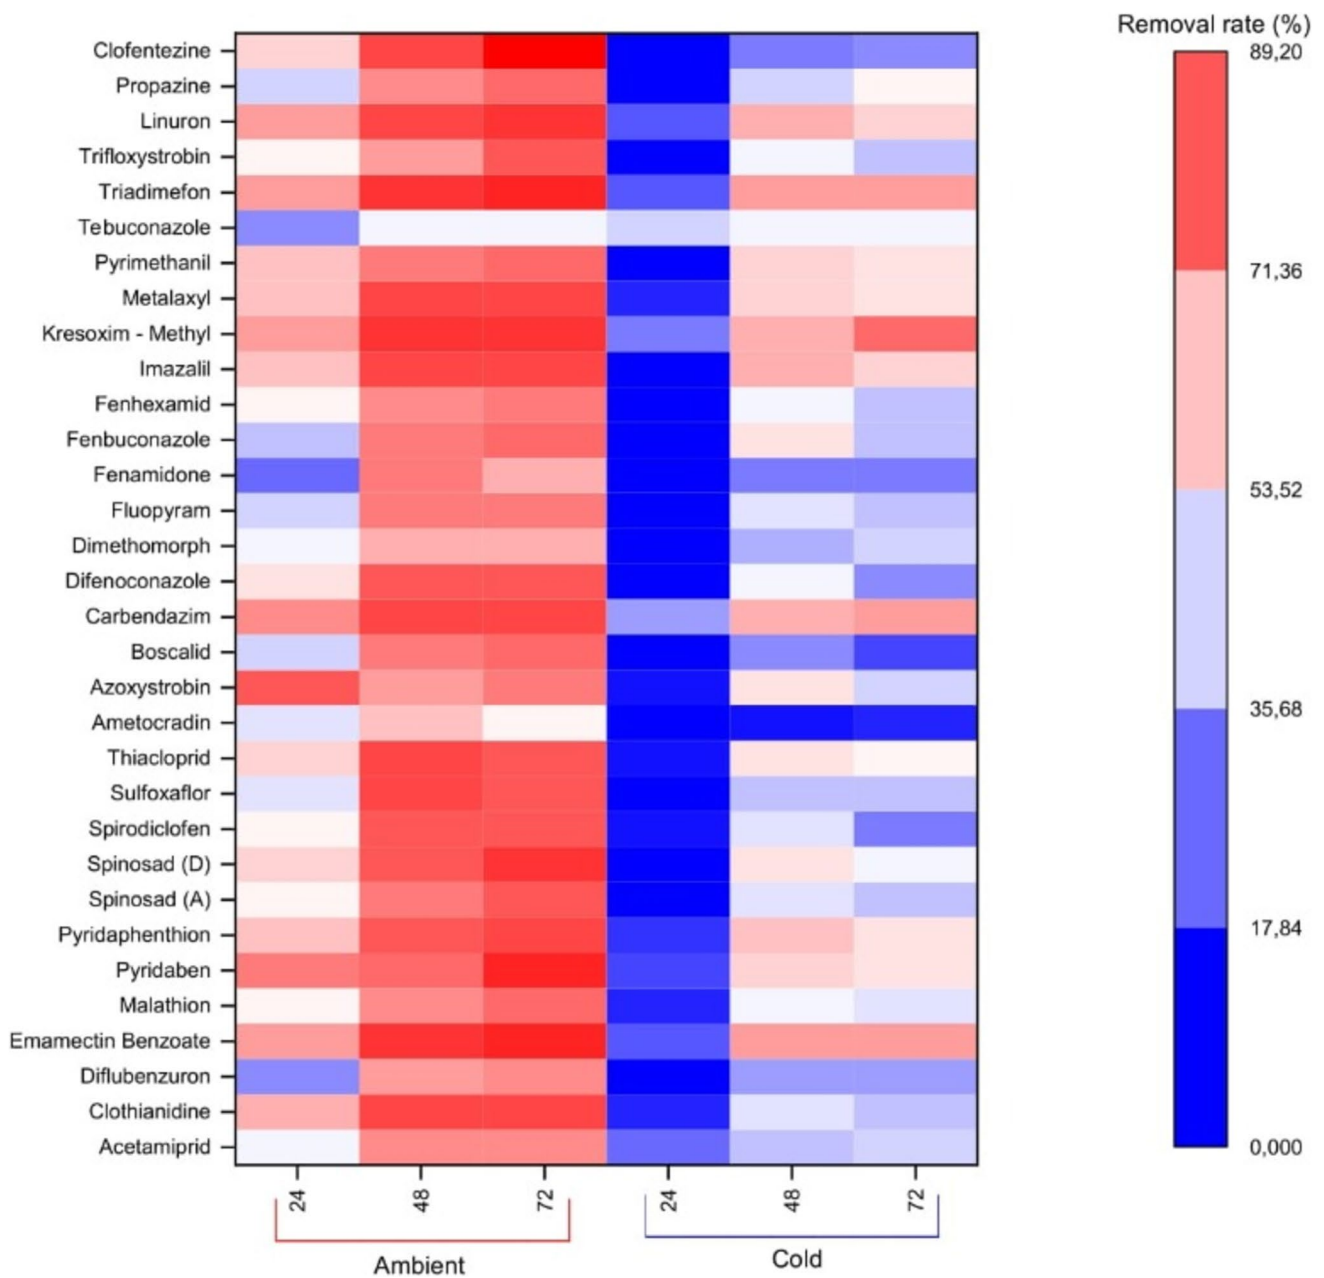 Removal rate (%)
89,20
71,36
53,52
35,68
17,84
0,000
Clofentezine
Propazine
Linuron
Trifloxystrobin
Triadimefon
Tebuconazole
Pyrimethanil
Metalaxyl
Kresoxim - Methyl
Imazalil
Fenhexamid
Fenbuconazole
Fenamidone
Fluopyram
Dimethomorph
Difenoconazole
Carbendazim
Boscalid
Azoxystrobin
Ametocradin
Thiacloprid
Sulfoxaflor
Spirodiclofen
Spinosad (D)
Spinosad (A)
Pyridaphenthion
Pyridaben
Malathion
Emamectin Benzoate
Diflubenzuron
Clothianidine
Acetamiprid
24 48 72 24 48 72
Ambient Cold